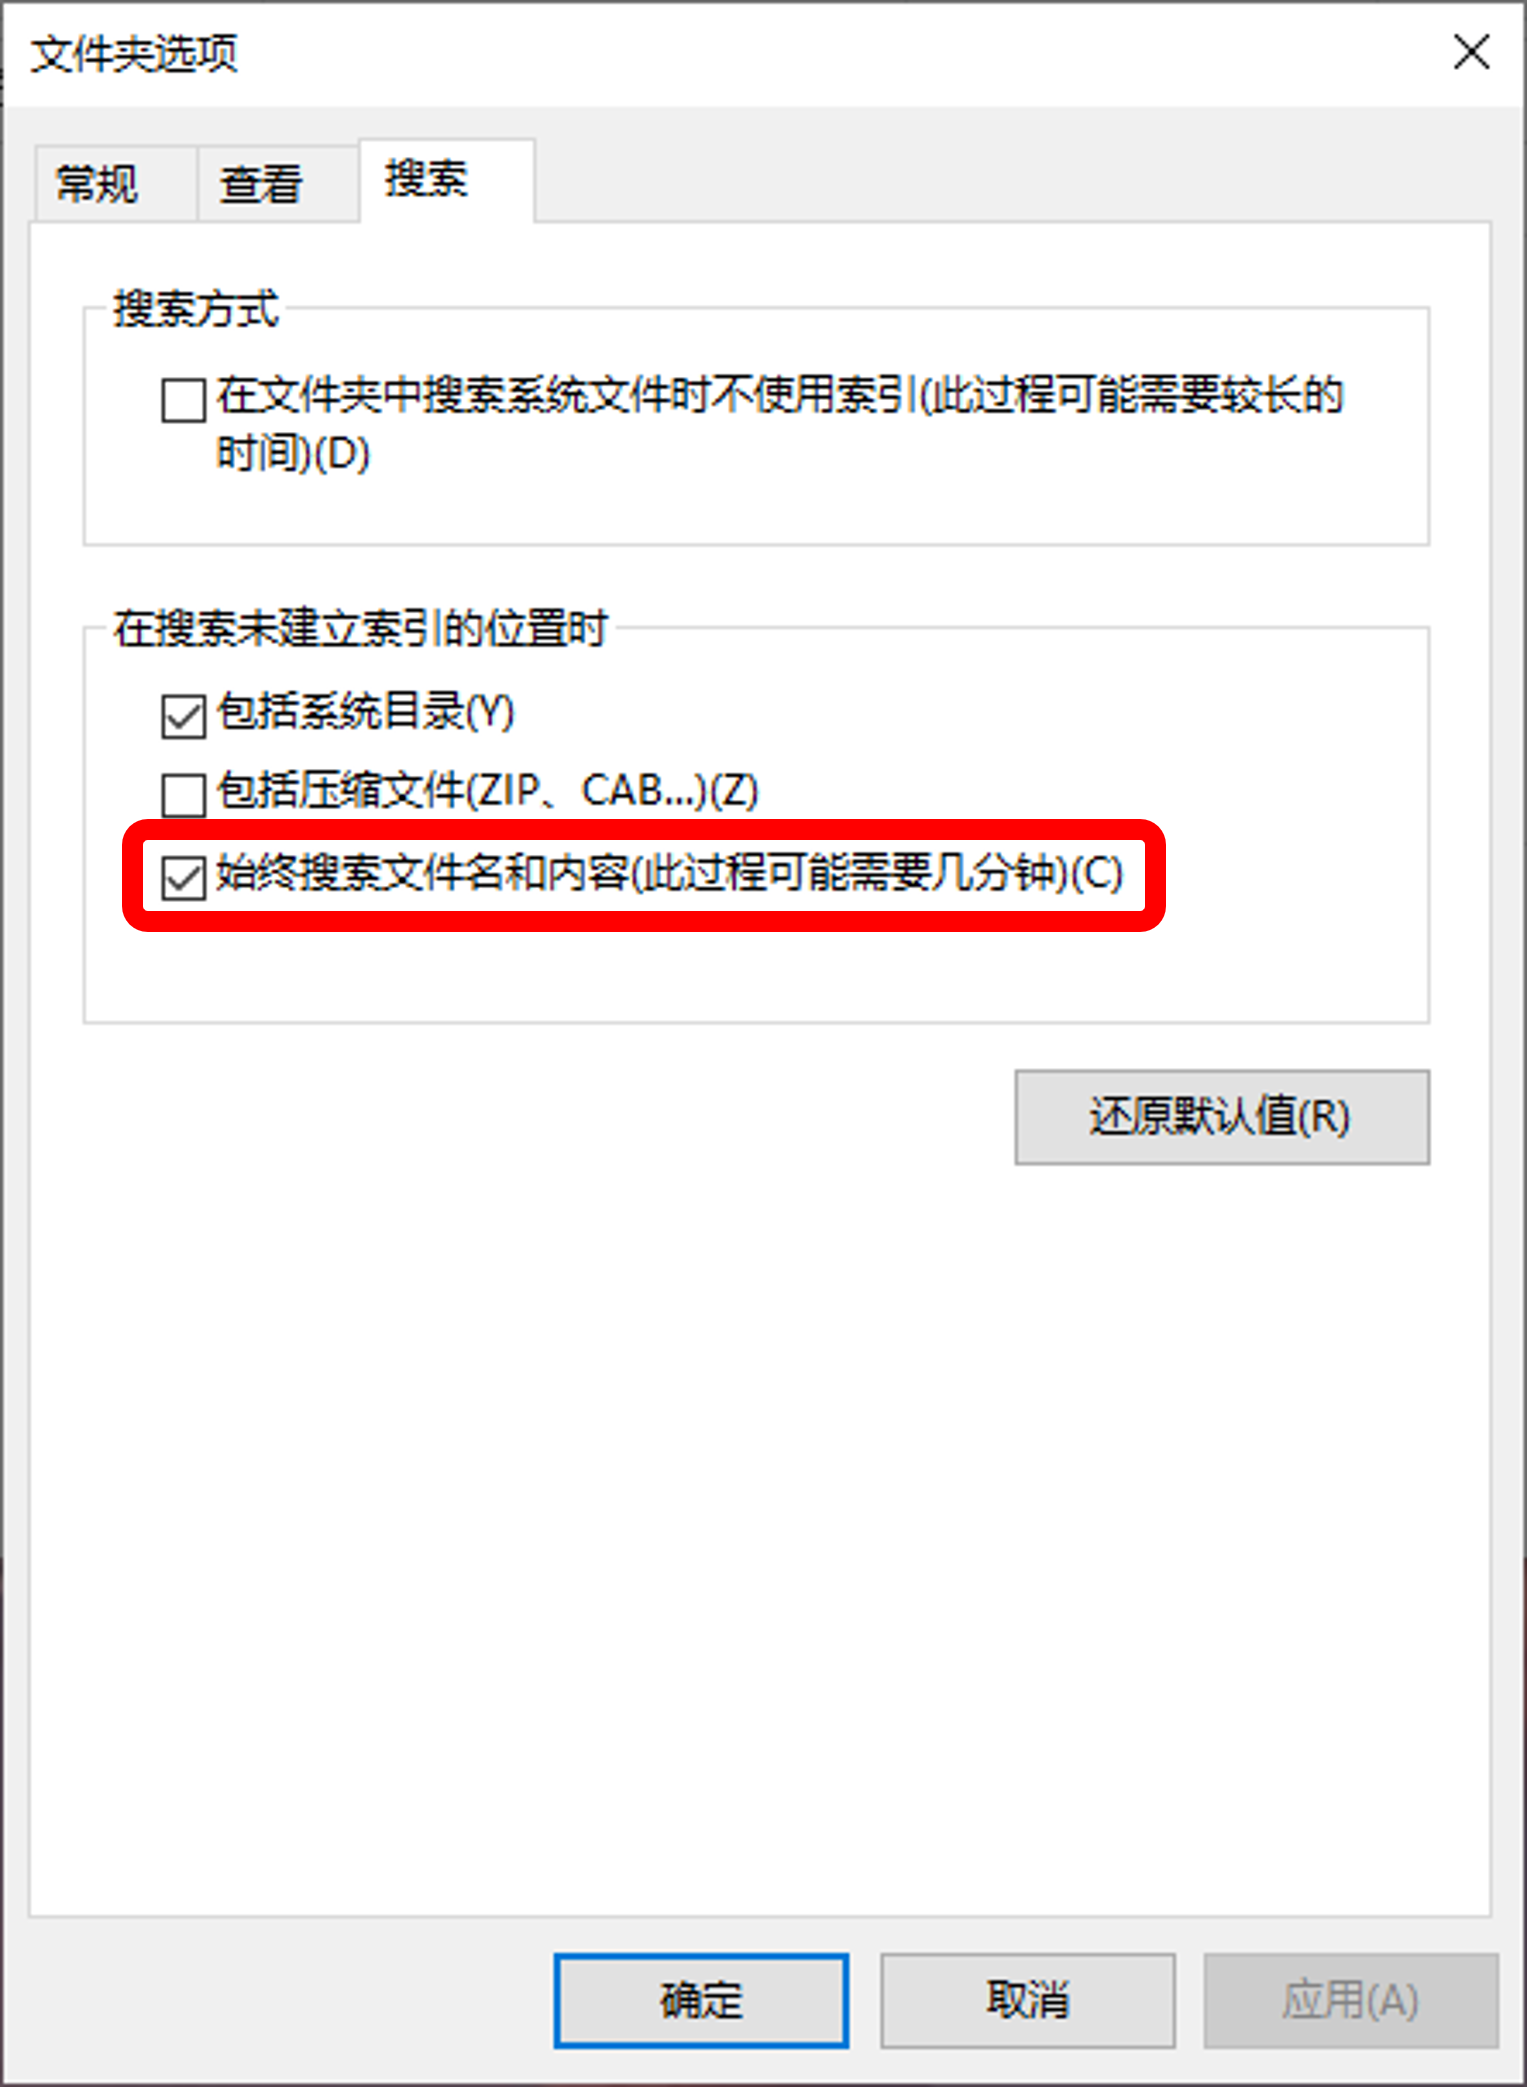 文件夹选项
常规 查看 搜索
搜索方式
在文件夹中搜索系统文件时不使用索引(此过程可能需要较长的
时间)(D)
在搜索未建立索引的位置时
包括系统目录(Y)
包括压缩文件(ZIP、CAB...)(Z)
始终搜索文件名和内容(此过程可能需要几分钟)(C)
还原默认值(R)
确定 取消 应用(A)